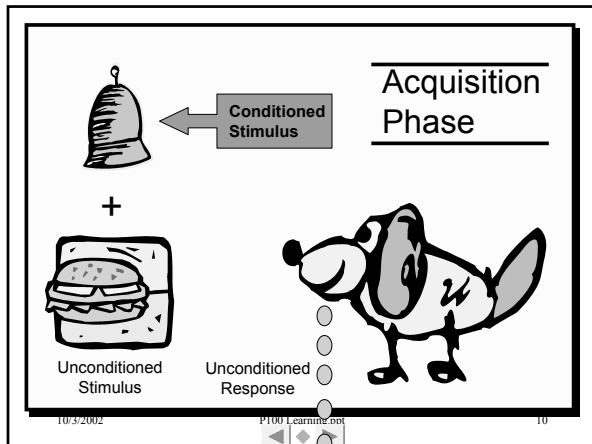 Acquisition
Phase
Conditioned
Stimulus
+
Unconditioned
Stimulus
Unconditioned
Response
10/3/2002
P100 Learning.ppt
10